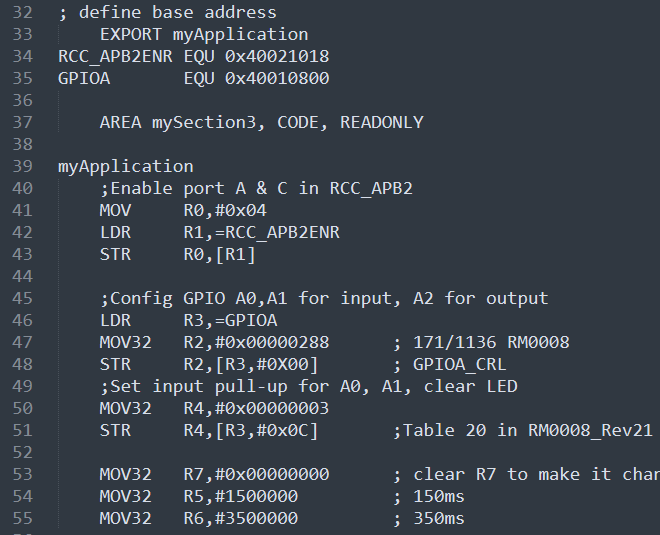 32 ; define base address
33 EXPORT myApplication
34 RCC_APB2ENR EQU 0x40021018
35 GPIOA EQU 0x40010800
36
37 AREA mySection3, CODE, READONLY
38
39 myApplication
40 ;Enable port A & C in RCC_APB2
41 MOV R0,#0x04
42 LDR R1,=RCC_APB2ENR
43 STR R0,[R1]
44
45 ;Config GPIO A0,A1 for input, A2 for output
46 LDR R3,=GPIOA
47 MOV32 R2,#0x00000288 ; 171/1136 RM0008
48 STR R2,[R3,#0X00] ; GPIOA_CRL
49 ;Set input pull-up for A0, A1, clear LED
50 MOV32 R4,#0x00000003
51 STR R4,[R3,#0x0C] ;Table 20 in RM0008_Rev21
52
53 MOV32 R7,#0x00000000 ; clear R7 to make it
54 MOV32 R5,#1500000 ; 150ms
55 MOV32 R6,#3500000 ; 350ms